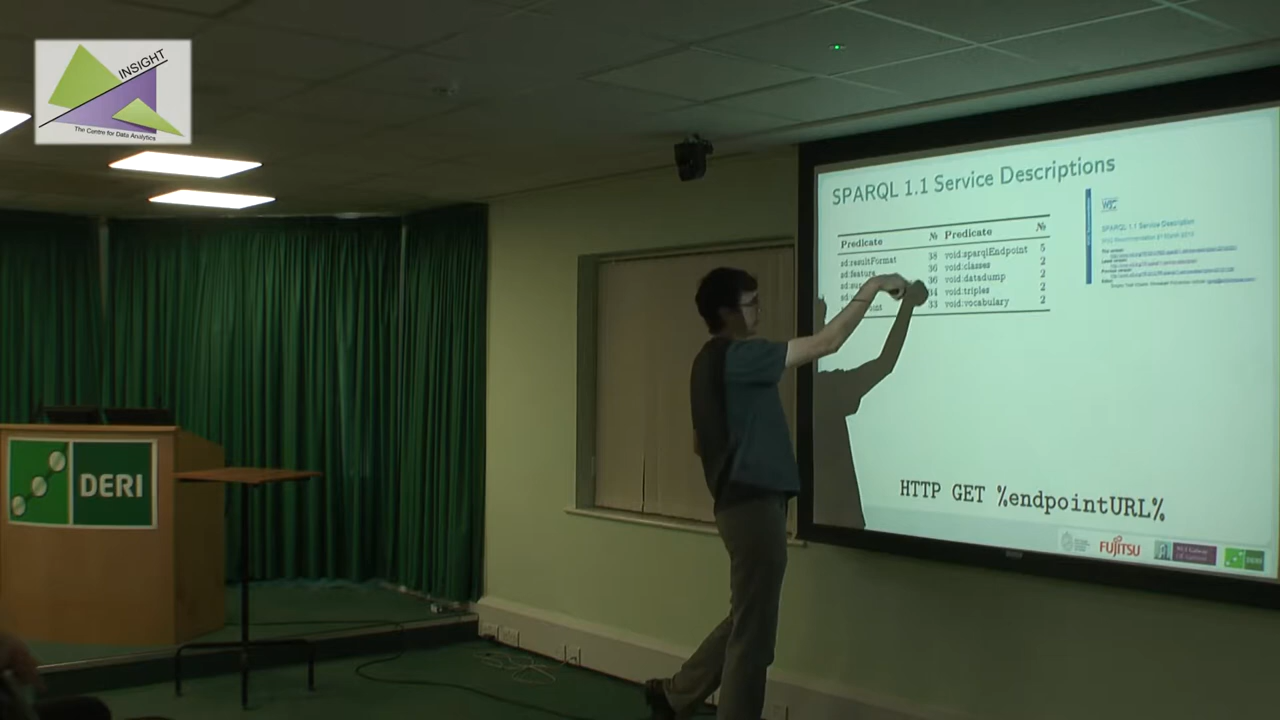 INSIGHT
The Centre for Data Analytics
SPARQL 1.1 Service Descriptions
Predicate № Predicate №
sd:resultFormat 38 void:sparqlEndpoint 5
sd:feature 36 void:classes 2
36 void:datadump 2
34 void:triples 2
33 void:vocabulary 2
SPARQL 1.1 Service Description
HTTP GET %endpointURL%
FUJITSU
DERI
DERI